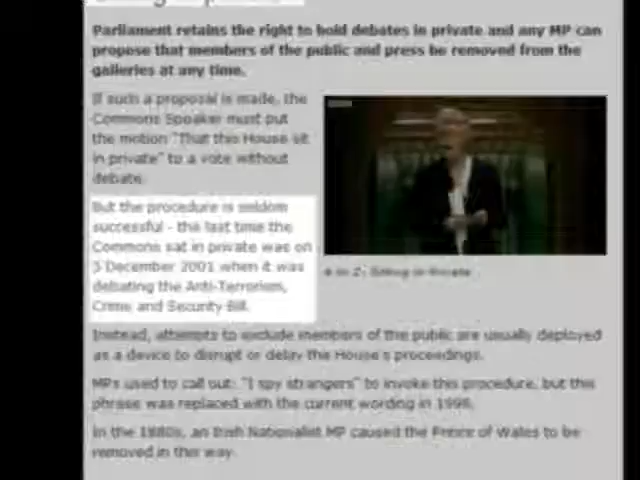 Parliament retains the right to hold debates in private and any MP can
propose that members of the public and press be removed from the
galleries at any time.
If such a proposal is made, the
Commons Speaker must put
the motion "That this House sit
in private" to a vote without
debate.
But the procedure is seldom
successful - the last time the
Commons sat in private was on
3 December 2001 when it was
debating the Anti-Terrorism,
Crime and Security Bill.
A to Z: Sitting in Private
Instead, attempts to exclude members of the public are usually deployed
as a device to disrupt or delay the House's proceedings.
MPs used to call out: "I spy strangers" to invoke this procedure, but this
phrase was replaced with the current wording in 1998.
In the 1880s, an Irish Nationalist MP caused the Prince of Wales to be
removed in this way.